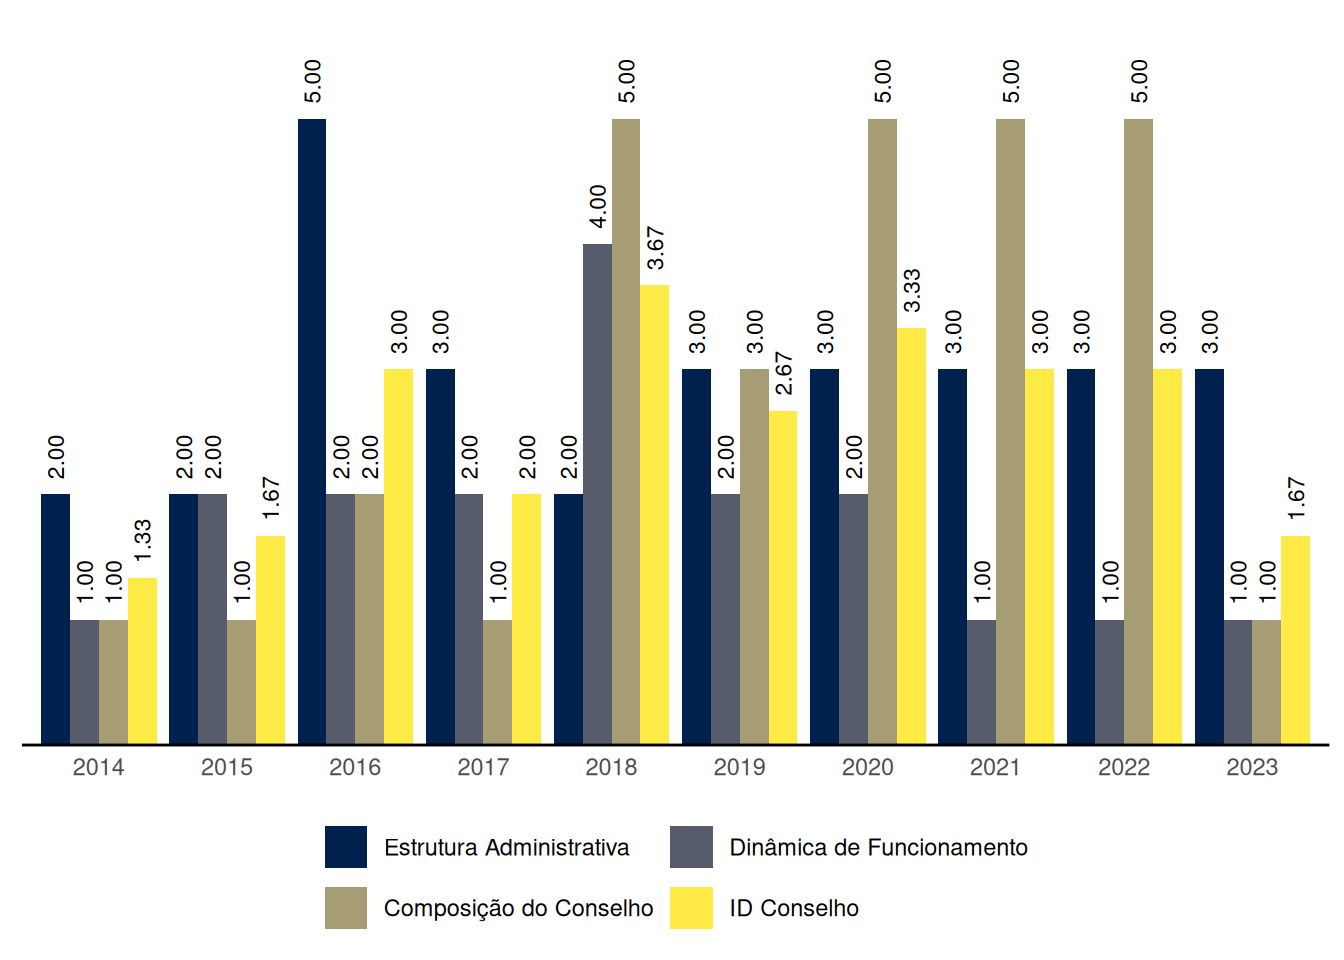 2.00 1.00 1.00 1.33
2.00 2.00 1.00 1.67
5.00 2.00 2.00 3.00
3.00 2.00 1.00 2.00
2.00 4.00 5.00 3.67
3.00 2.00 3.00 2.67
3.00 2.00 5.00 3.33
3.00 1.00 5.00 3.00
3.00 1.00 5.00 3.00
3.00 1.00 1.00 1.67
2014 2015 2016 2017 2018 2019 2020 2021 2022 2023
Estrutura Administrativa Dinâmica de Funcionamento
Composição do Conselho ID Conselho